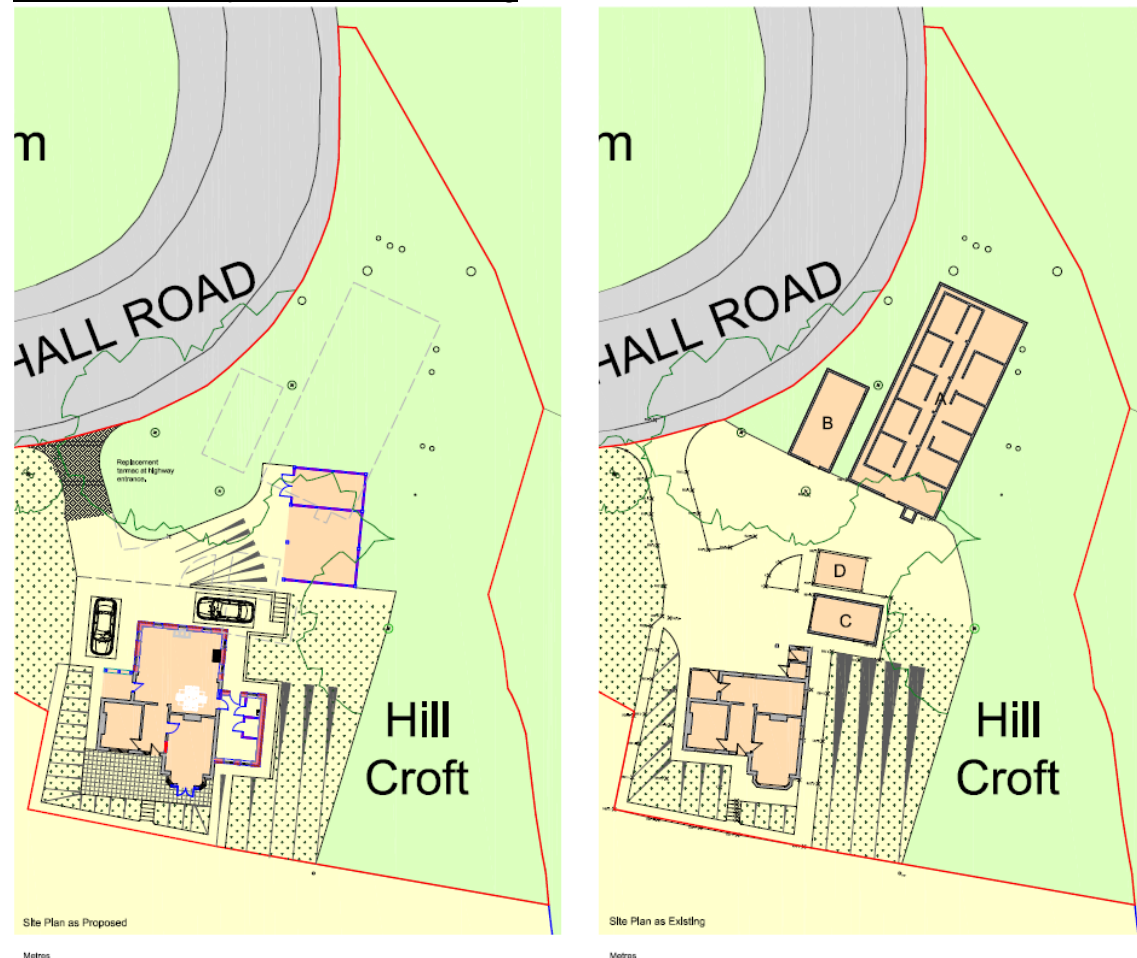 m
HALL ROAD
Replacement
tarmac at highway
entrance.
Hill
Croft
Site Plan as Proposed
Metres
m
HALL ROAD
A
B
D
C
Hill
Croft
Site Plan as Existing
Metres